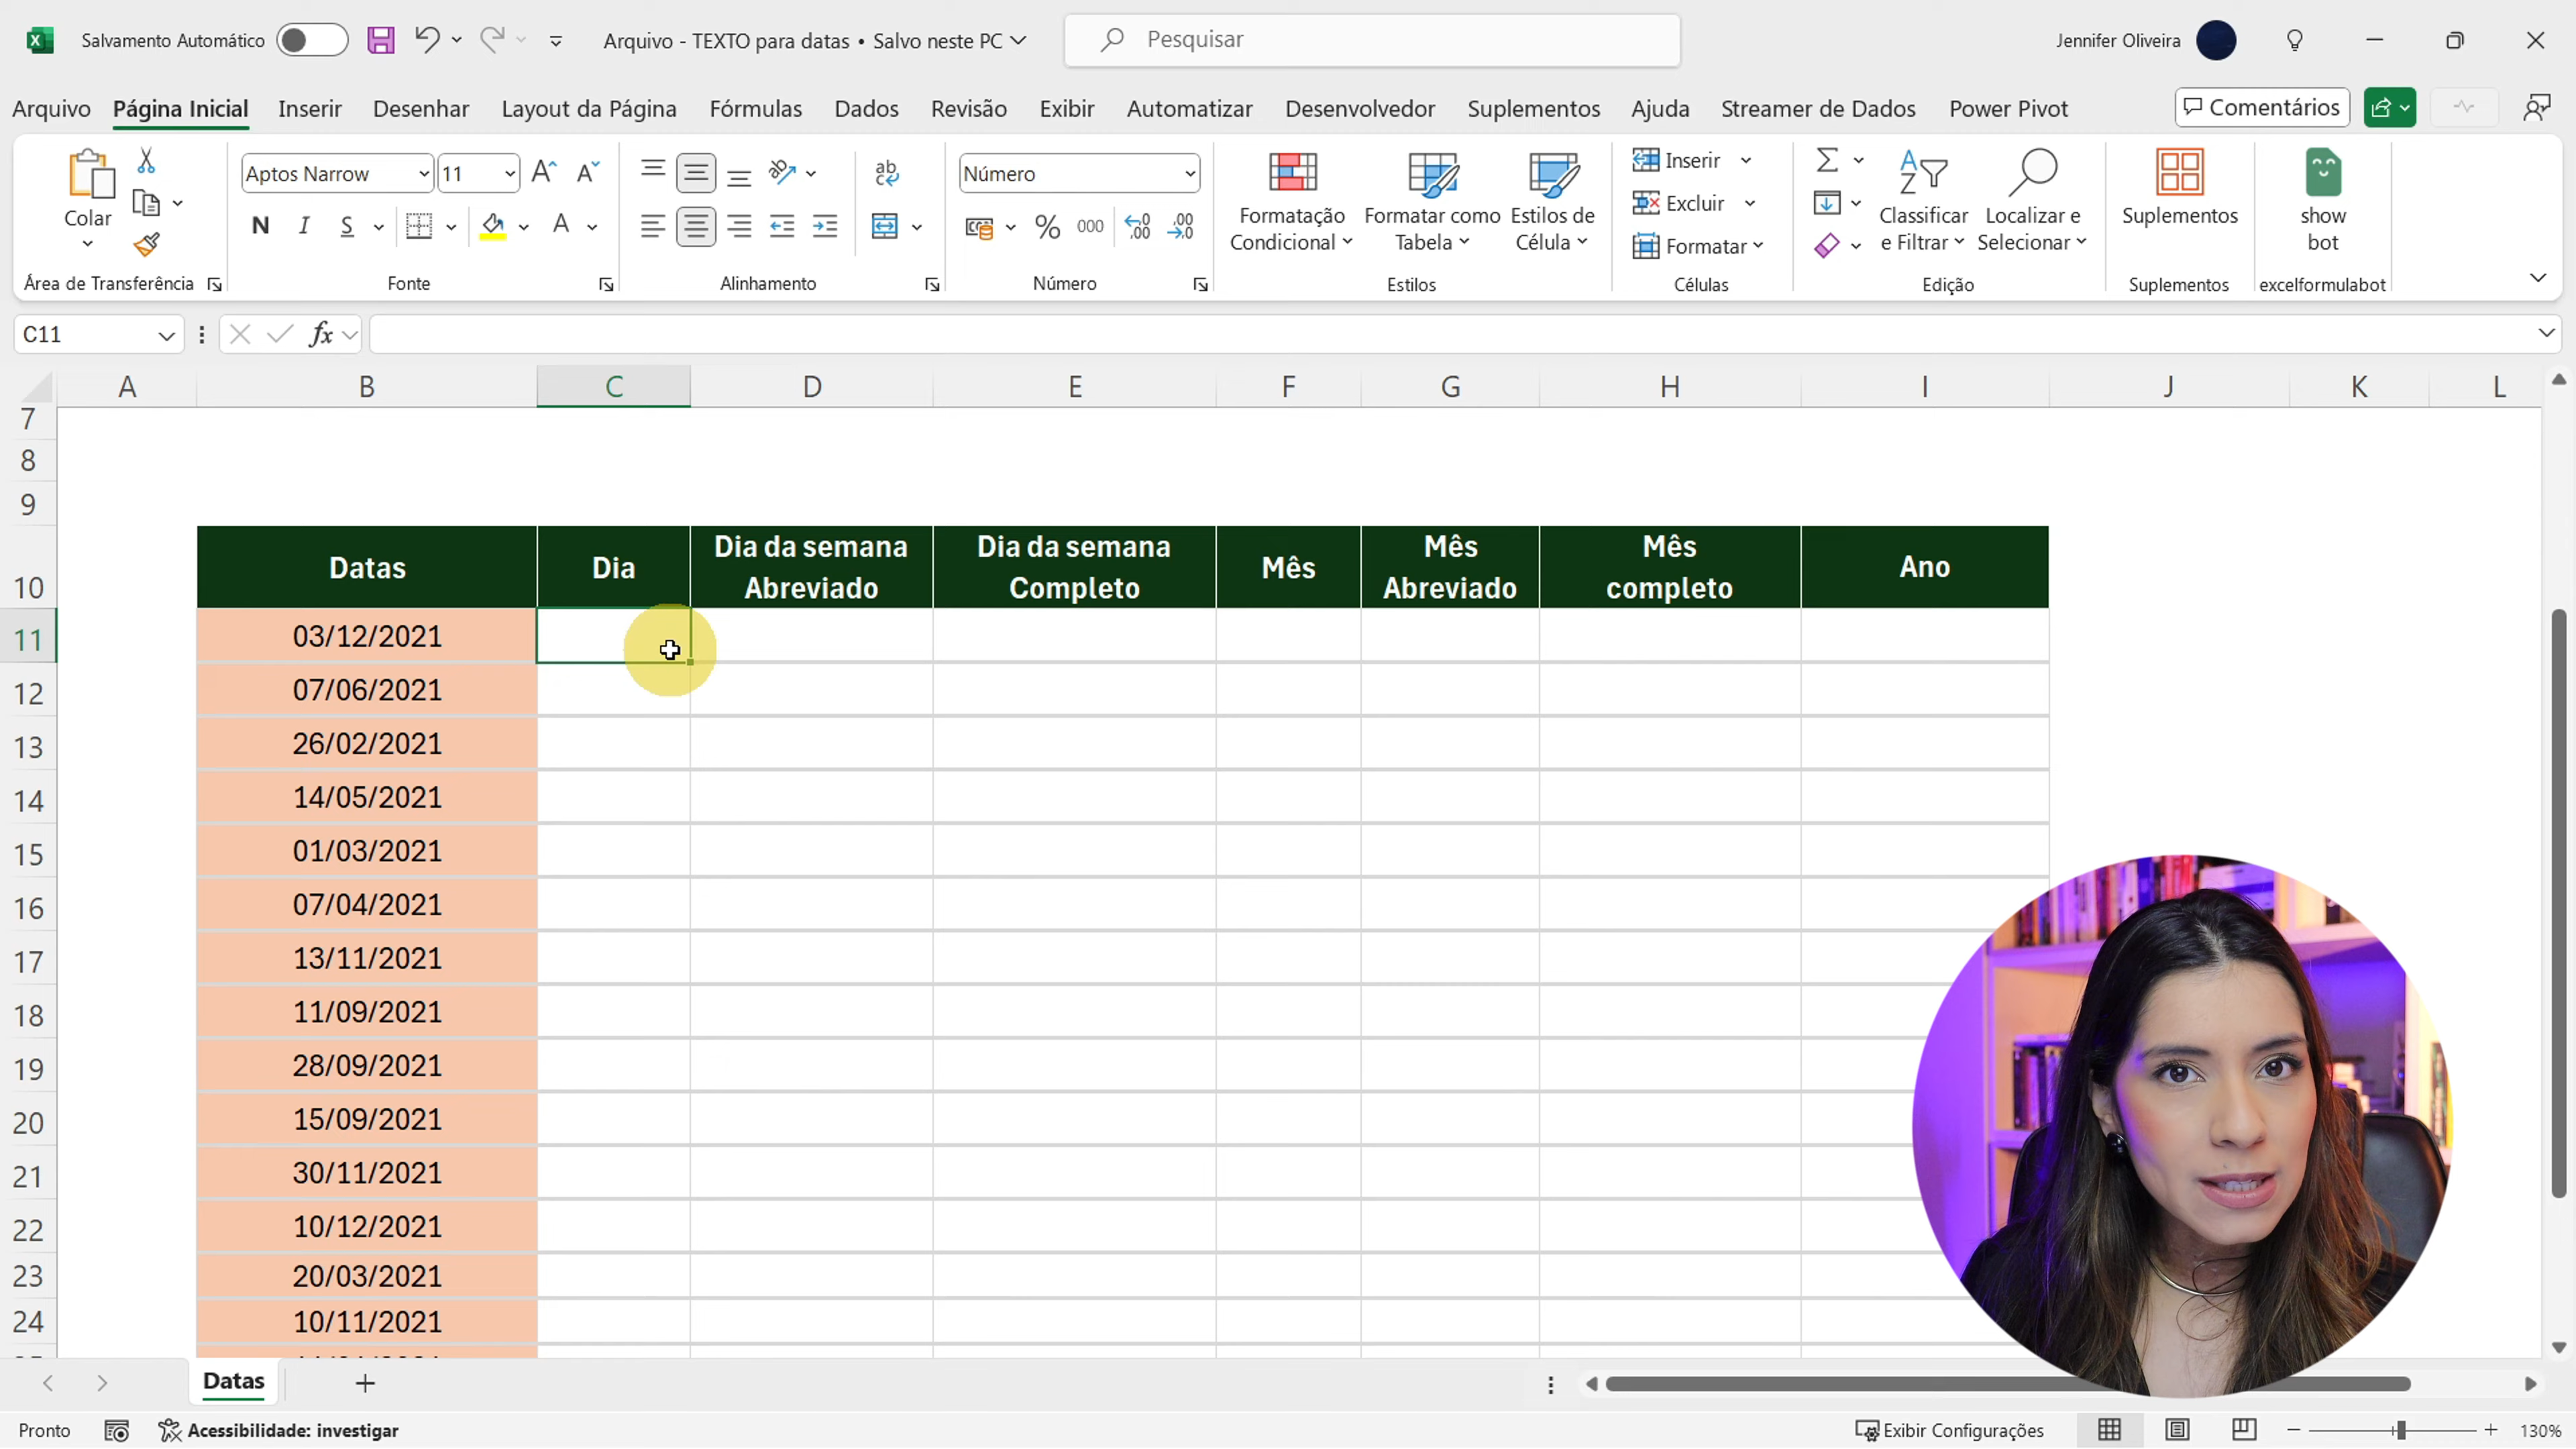 Salvamento Automático
Arquivo - TEXTO para datas • Salvo neste PC
Pesquisar
Jennifer Oliveira
Arquivo Página Inicial Inserir Desenhar Layout da Página Fórmulas Dados Revisão Exibir Automatizar Desenvolvedor Suplementos Ajuda Streamer de Dados Power Pivot Comentários
Colar
Área de Transferência
Aptos Narrow 11
N I S A
Fonte
ab
Alinhamento
Número
% 000
Número
Formatação Condicional
Formatar como Tabela
Estilos de Célula
Estilos
Inserir
Excluir
Formatar
Células
Classificar e Filtrar
Localizar e Selecionar
Edição
Suplementos
Suplementos
show bot
excelformulabot
C11 fx
A B C D E F G H I J K L
7
8
9
10 Datas Dia Dia da semana Abreviado Dia da semana Completo Mês Mês Abreviado Mês completo Ano
11 03/12/2021
12 07/06/2021
13 26/02/2021
14 14/05/2021
15 01/03/2021
16 07/04/2021
17 13/11/2021
18 11/09/2021
19 28/09/2021
20 15/09/2021
21 30/11/2021
22 10/12/2021
23 20/03/2021
24 10/11/2021
Datas
Pronto
Acessibilidade: investigar
Exibir Configurações
130%